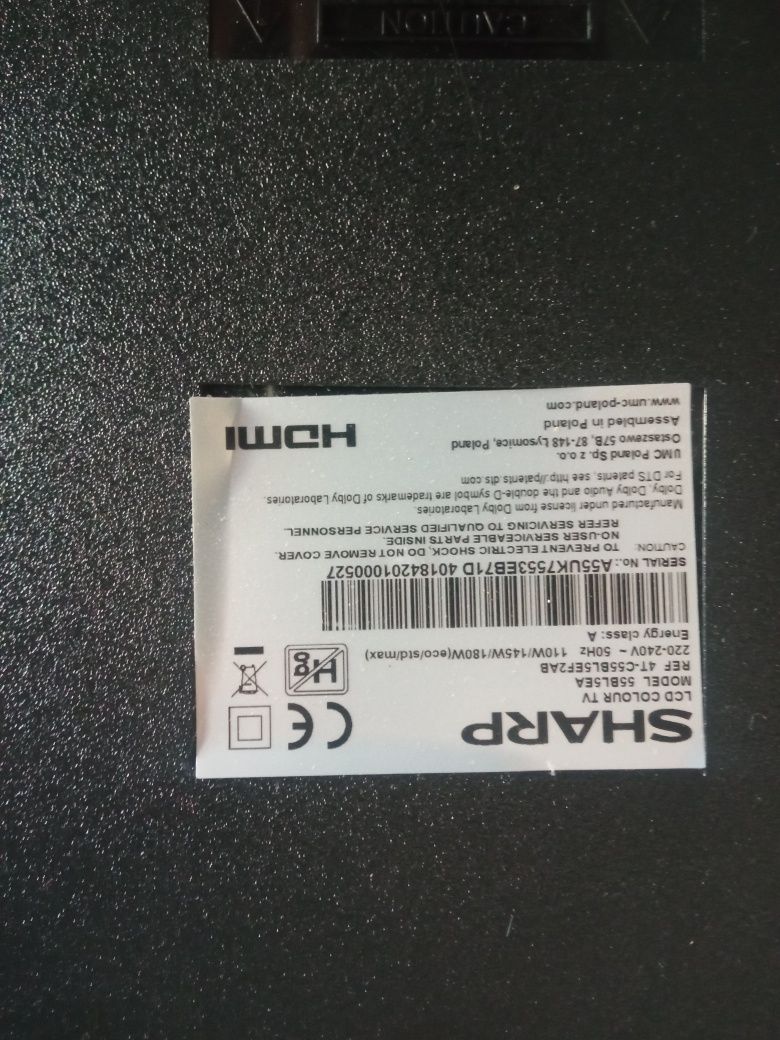 SHARP
LCD COLOUR TV
MODEL 55BL5EA
REF 4T-C55BL5EF2AB
220-240V ~ 50Hz 110W/145W/180W(eco/std/max)
Energy class: A
Hg
SERIAL No.: A55UK7553EB71D 40184201000527
CAUTION: TO PREVENT ELECTRIC SHOCK, DO NOT REMOVE COVER.
NO-USER SERVICEABLE PARTS INSIDE.
REFER SERVICING TO QUALIFIED SERVICE PERSONNEL.
Manufactured under license from Dolby Laboratories.
Dolby, Dolby Audio and the double-D symbol are trademarks of Dolby Laboratories.
For DTS patents, see http://patents.dts.com
UMC Poland Sp. z o.o.
Ostaszewo 57B, 87-148 Łysomice, Poland
Assembled in Poland
www.umc-poland.com
HDMI
CE
CAUTION